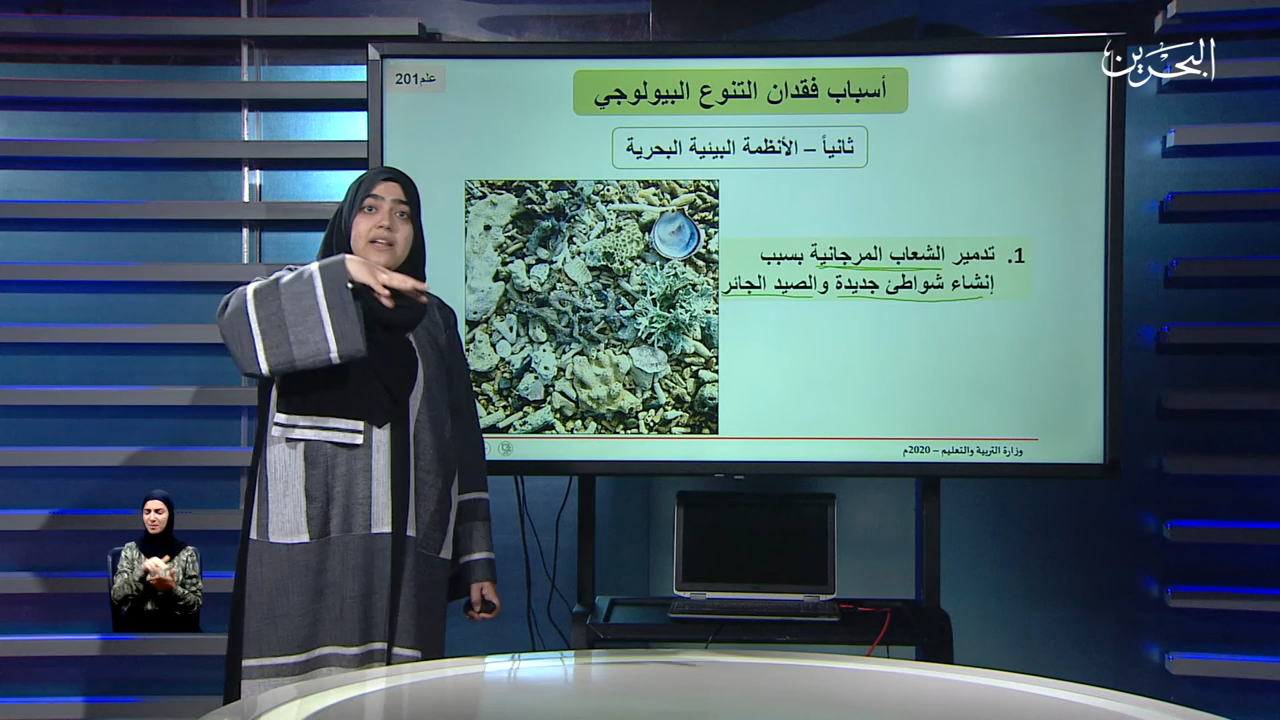 البحرين
علم201
أسباب فقدان التنوع البيولوجي
ثانياً – الأنظمة البيئية البحرية
1. تدمير الشعاب المرجانية بسبب
إنشاء شواطئ جديدة والصيد الجائر
وزارة التربية والتعليم – 2020م